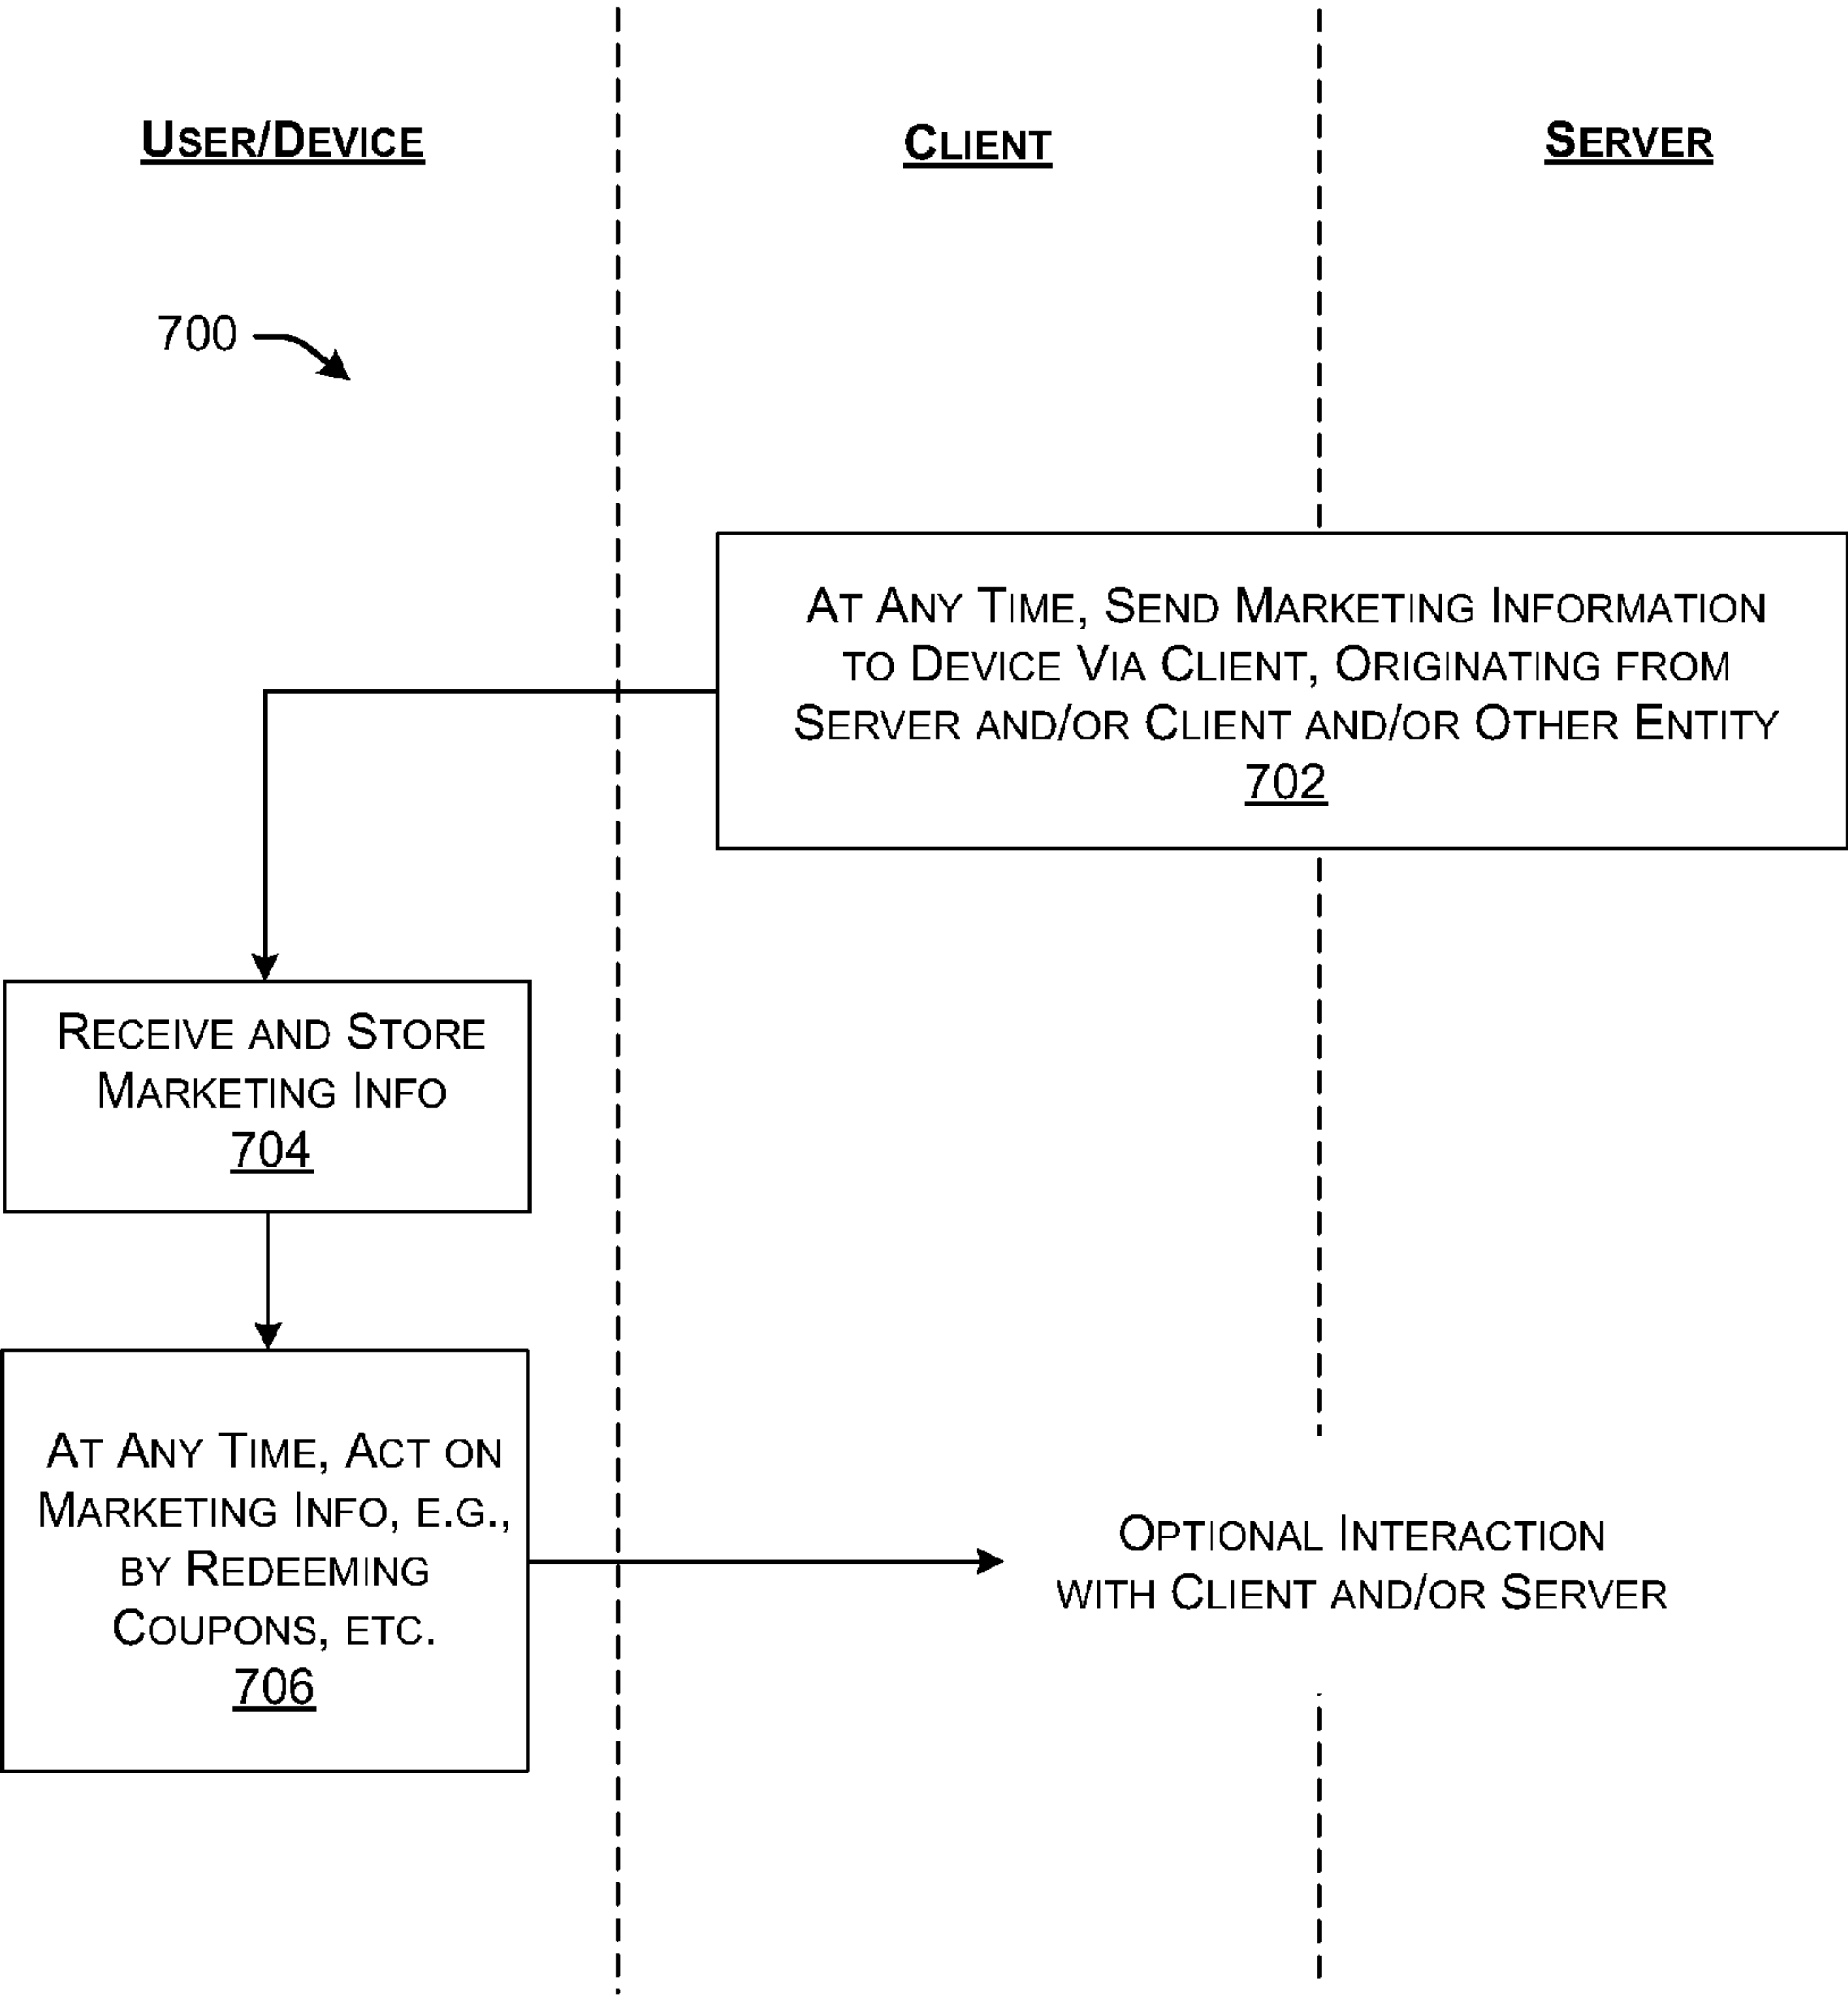 USER/DEVICE
CLIENT
SERVER
700
AT ANY TIME, SEND MARKETING INFORMATION
TO DEVICE VIA CLIENT, ORIGINATING FROM
SERVER AND/OR CLIENT AND/OR OTHER ENTITY
702
RECEIVE AND STORE
MARKETING INFO
704
AT ANY TIME, ACT ON
MARKETING INFO, E.G.,
BY REDEEMING
COUPONS, ETC.
706
OPTIONAL INTERACTION
WITH CLIENT AND/OR SERVER